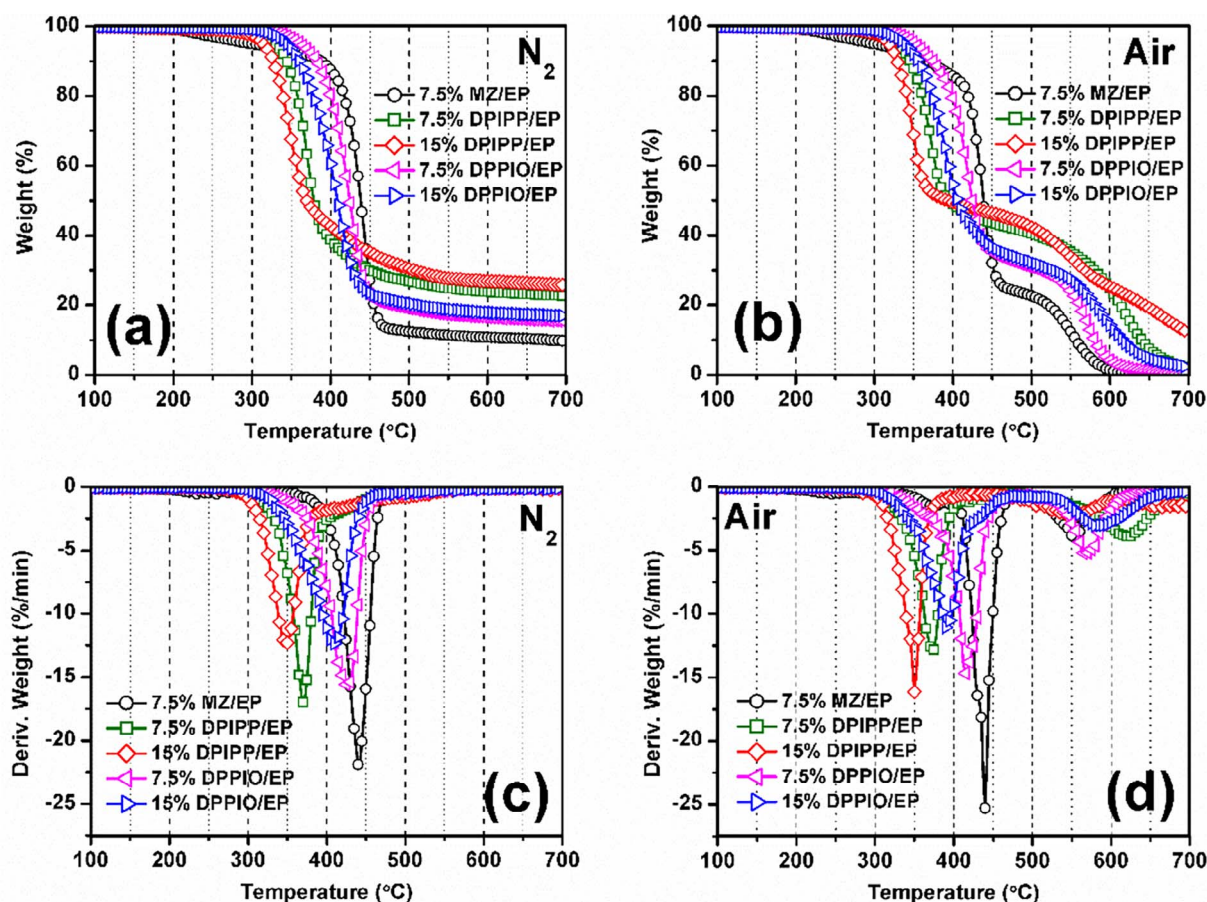 100
80
60
40
20
0
Weight (%)
N2
7.5% MZ/EP
7.5% DPIPP/EP
15% DPIPP/EP
7.5% DPPIO/EP
15% DPPIO/EP
(a)
100 200 300 400 500 600 700
Temperature (°C)
100
80
60
40
20
0
Weight (%)
Air
7.5% MZ/EP
7.5% DPIPP/EP
15% DPIPP/EP
7.5% DPPIO/EP
15% DPPIO/EP
(b)
100 200 300 400 500 600 700
Temperature (°C)
0
-5
-10
-15
-20
-25
Deriv. Weight (%/min)
N2
7.5% MZ/EP
7.5% DPIPP/EP
15% DPIPP/EP
7.5% DPPIO/EP
15% DPPIO/EP
(c)
100 200 300 400 500 600 700
Temperature (°C)
0
-5
-10
-15
-20
-25
Deriv. Weight (%/min)
Air
7.5% MZ/EP
7.5% DPIPP/EP
15% DPIPP/EP
7.5% DPPIO/EP
15% DPPIO/EP
(d)
100 200 300 400 500 600 700
Temperature (°C)